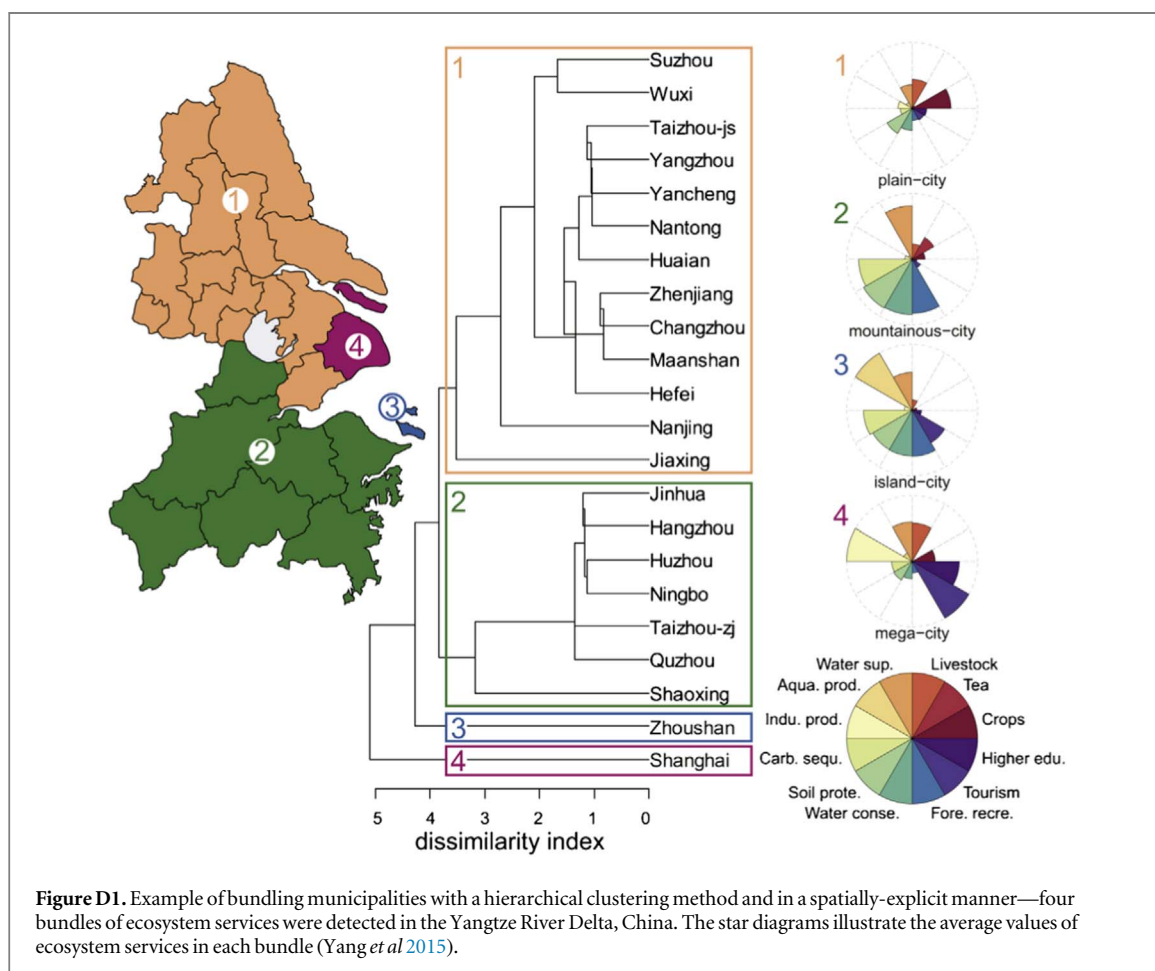 1
2
3
4
1
Suzhou
Wuxi
Taizhou-js
Yangzhou
Yancheng
Nantong
Huaian
Zhenjiang
Changzhou
Maanshan
Hefei
Nanjing
Jiaxing
2
Jinhua
Hangzhou
Huzhou
Ningbo
Taizhou-zj
Quzhou
Shaoxing
3
Zhoushan
4
Shanghai
5 4 3 2 1 0
dissimilarity index
1
plain-city
2
mountainous-city
3
island-city
4
mega-city
Water sup. Livestock
Aqua. prod. Tea
Indu. prod. Crops
Carb. sequ. Higher edu.
Soil prote. Tourism
Water conse. Fore. recre.
Figure D1. Example of bundling municipalities with a hierarchical clustering method and in a spatially-explicit manner—four
bundles of ecosystem services were detected in the Yangtze River Delta, China. The star diagrams illustrate the average values of
ecosystem services in each bundle (Yang et al 2015).